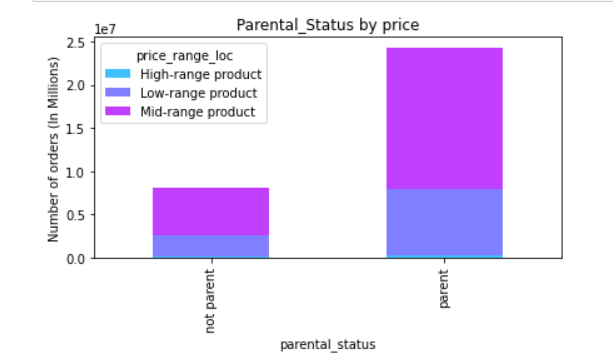 Parental_Status by price
1e7
2.5
2.0
1.5
1.0
0.5
0.0
Number of orders (In Millions)
price_range_loc
High-range product
Low-range product
Mid-range product
not parent
parent
parental_status